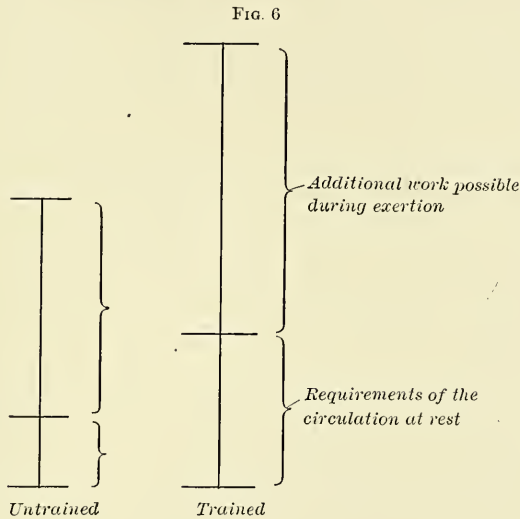 Fig. 6
Additional work possible
during exertion
Requirements of the
circulation at rest
Untrained
Trained